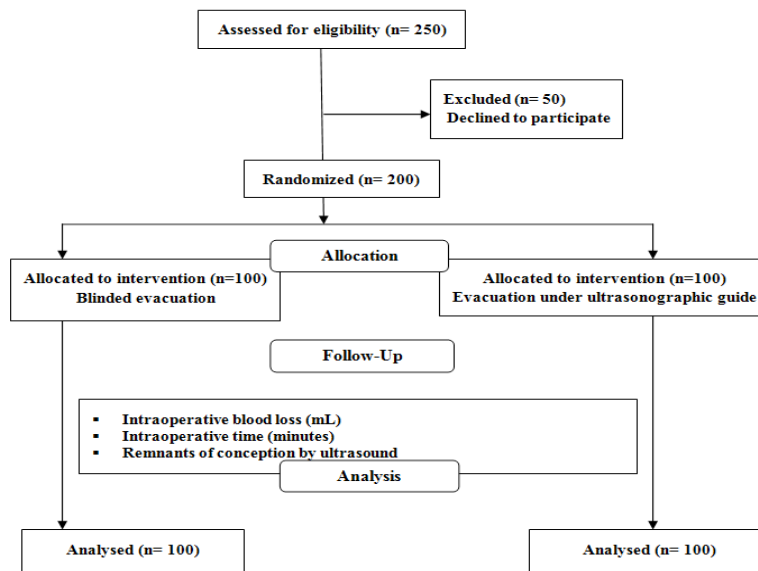 Assessed for eligibility (n= 250)
Excluded (n= 50)
Declined to participate
Randomized (n= 200)
Allocation
Allocated to intervention (n=100)
Blinded evacuation
Allocated to intervention (n=100)
Evacuation under ultrasonographic guide
Follow-Up
▪ Intraoperative blood loss (mL)
▪ Intraoperative time (minutes)
▪ Remnants of conception by ultrasound
Analysis
Analysed (n= 100)
Analysed (n= 100)